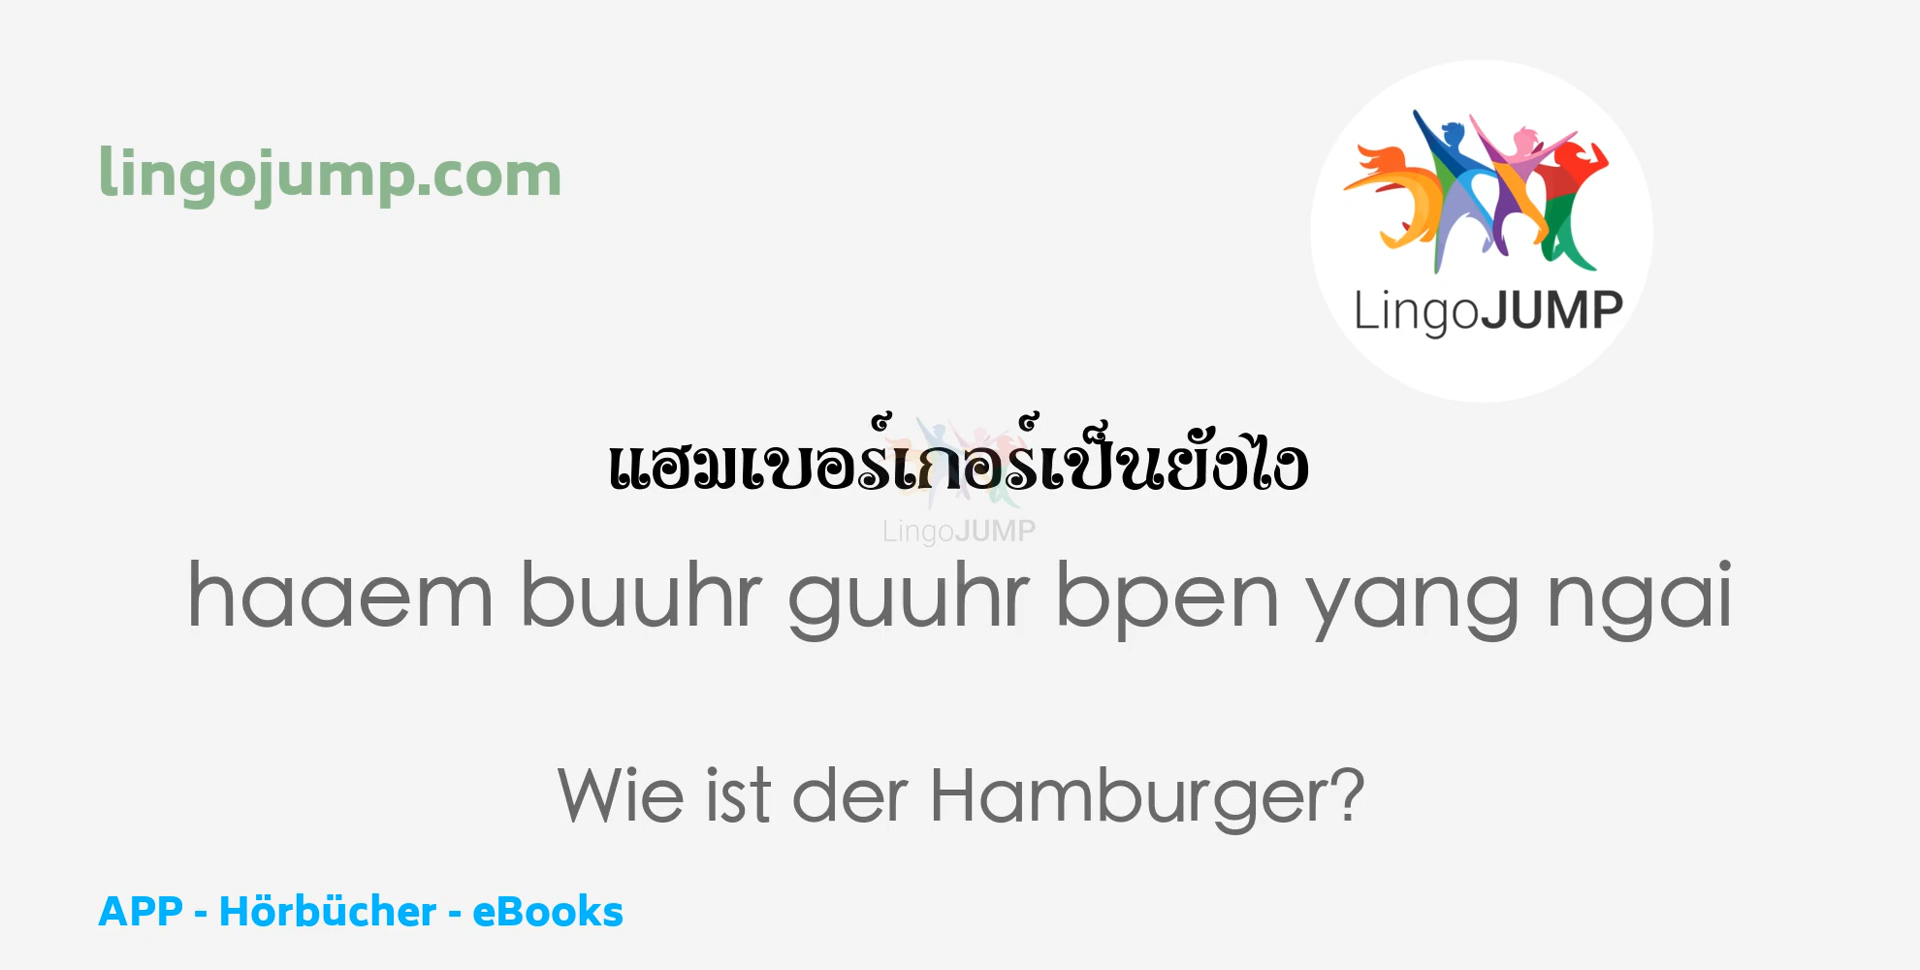 lingojump.com
LingoJUMP
แฮมเบอร์เกอร์เป็นยังไง
LingoJUMP
haaem buuhr guuhr bpen yang ngai
Wie ist der Hamburger?
APP - Hörbücher - eBooks